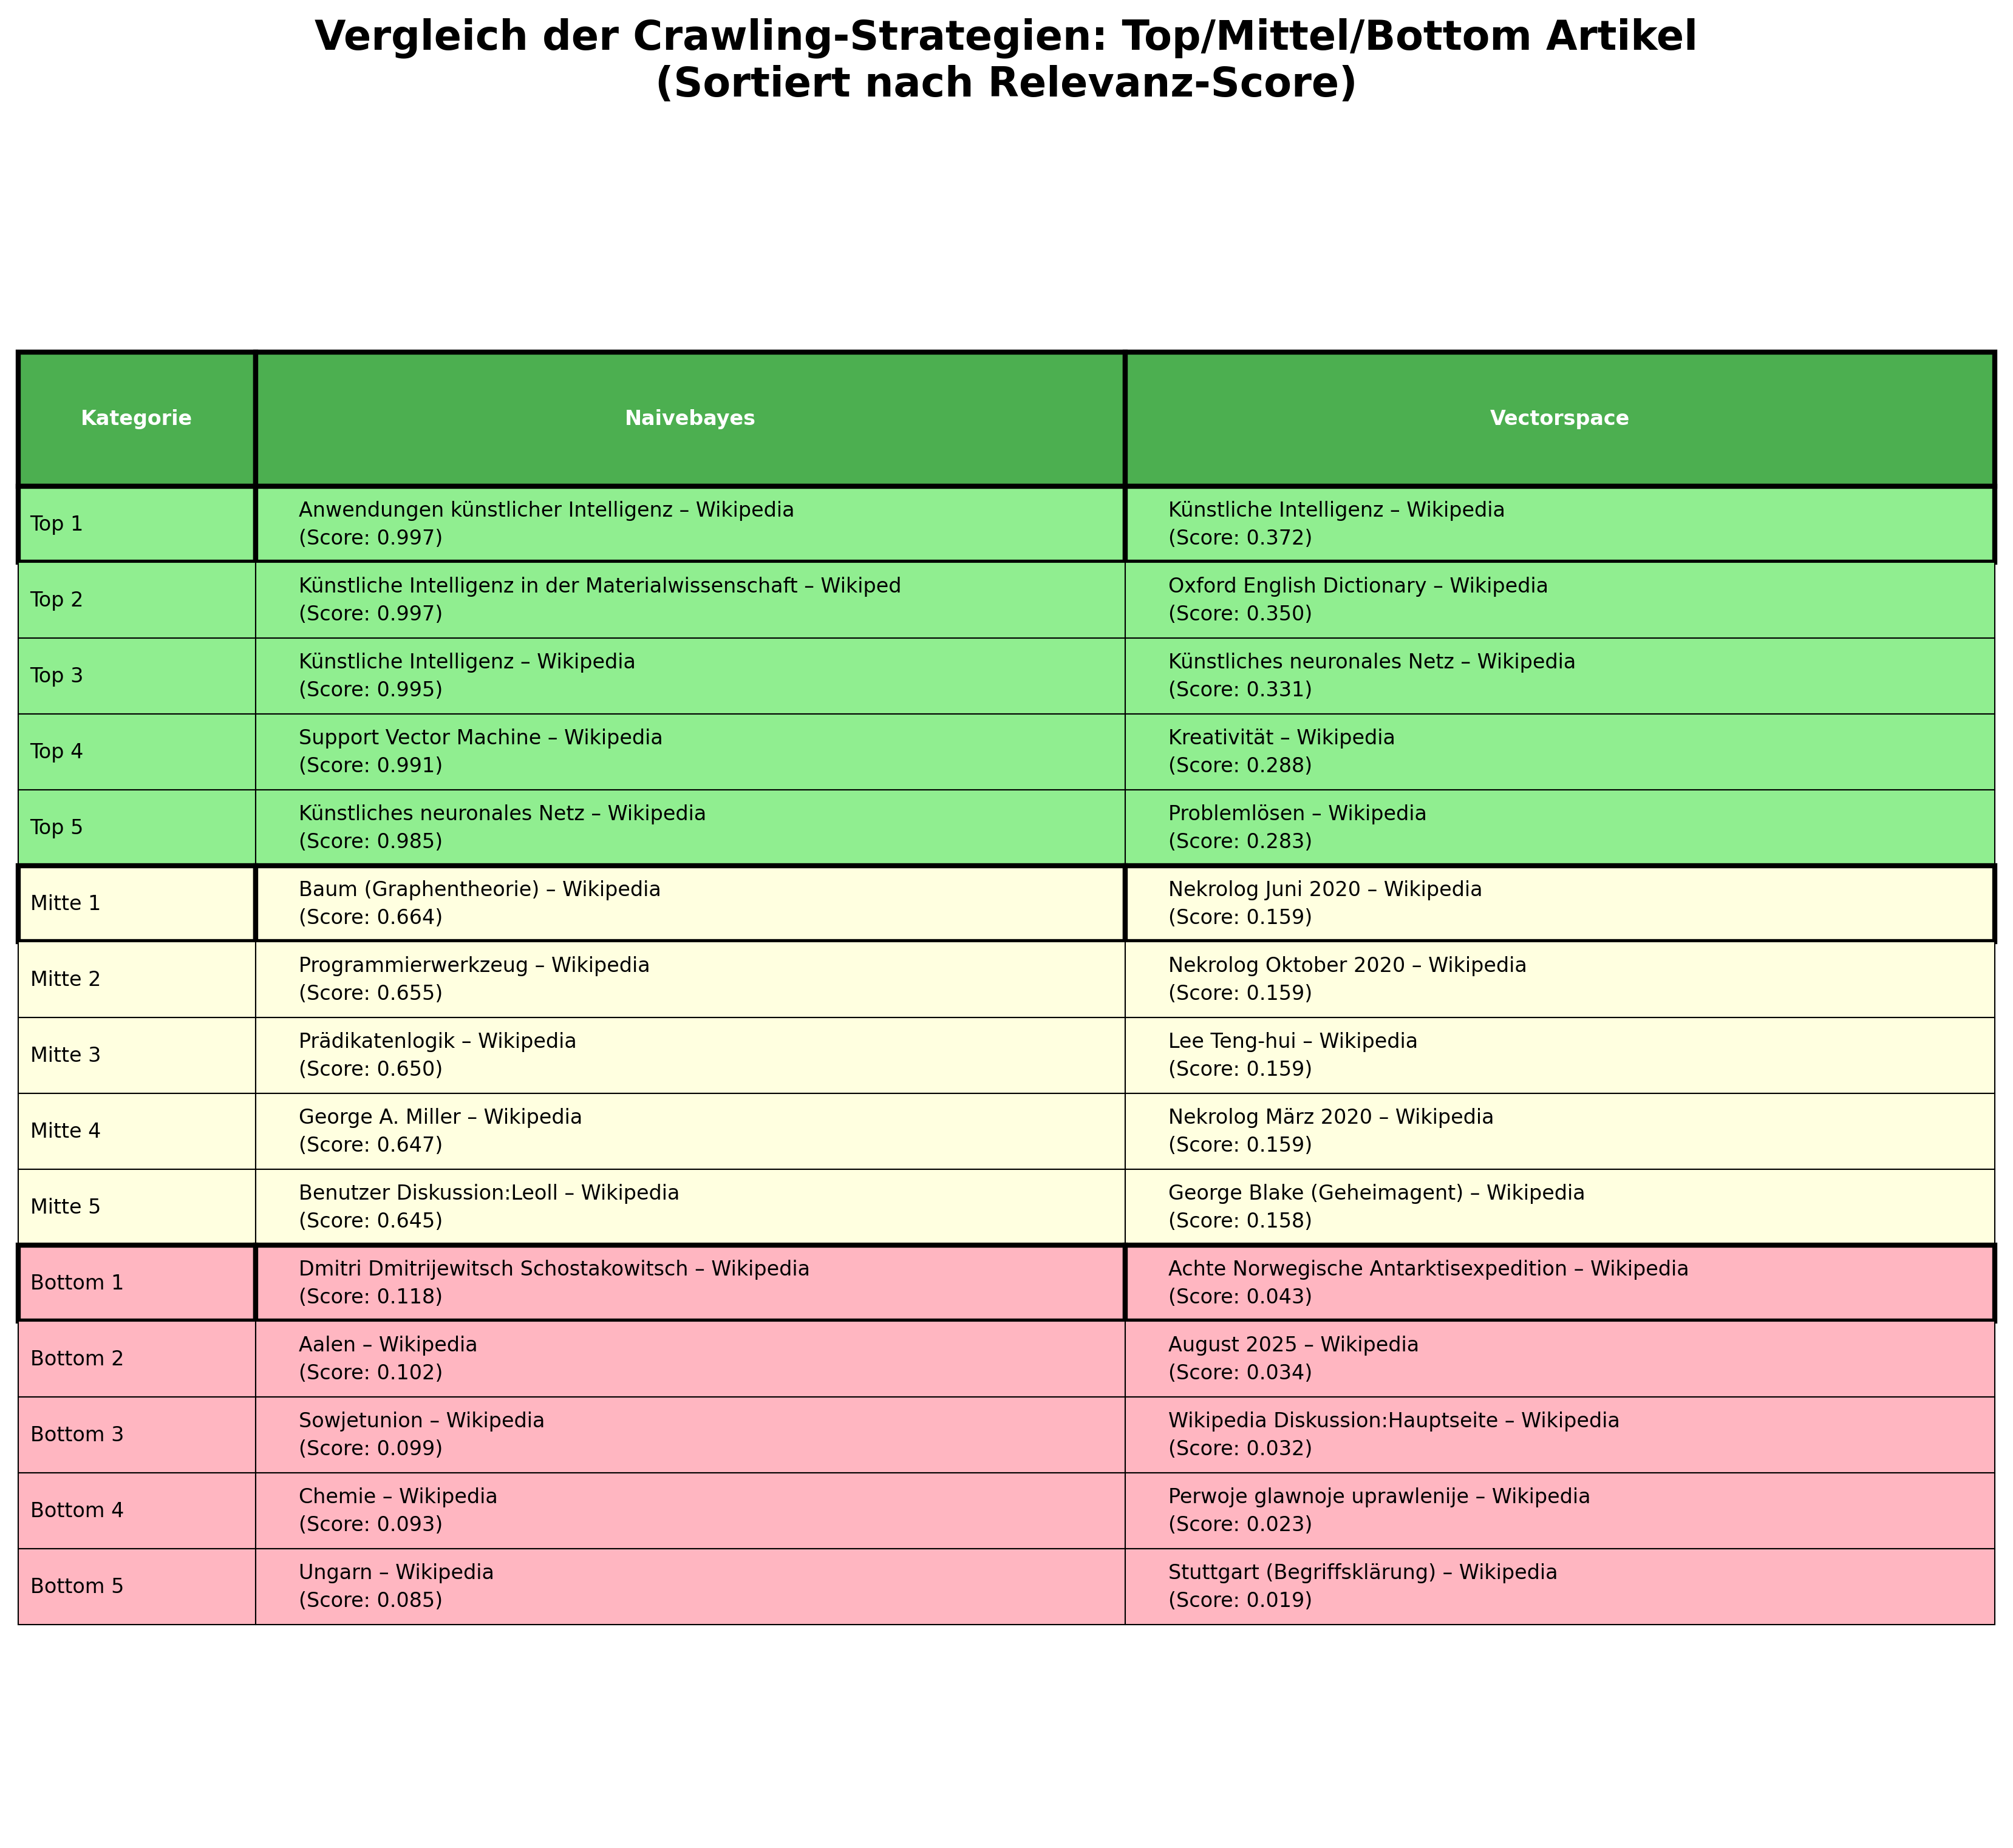 Vergleich der Crawling-Strategien: Top/Mittel/Bottom Artikel
(Sortiert nach Relevanz-Score)
Kategorie Naivebayes Vectorspace
Top 1
Anwendungen künstlicher Intelligenz – Wikipedia
(Score: 0.997)
Künstliche Intelligenz – Wikipedia
(Score: 0.372)
Top 2
Künstliche Intelligenz in der Materialwissenschaft – Wikiped
(Score: 0.997)
Oxford English Dictionary – Wikipedia
(Score: 0.350)
Top 3
Künstliche Intelligenz – Wikipedia
(Score: 0.995)
Künstliches neuronales Netz – Wikipedia
(Score: 0.331)
Top 4
Support Vector Machine – Wikipedia
(Score: 0.991)
Kreativität – Wikipedia
(Score: 0.288)
Top 5
Künstliches neuronales Netz – Wikipedia
(Score: 0.985)
Problemlösen – Wikipedia
(Score: 0.283)
Mitte 1
Baum (Graphentheorie) – Wikipedia
(Score: 0.664)
Nekrolog Juni 2020 – Wikipedia
(Score: 0.159)
Mitte 2
Programmierwerkzeug – Wikipedia
(Score: 0.655)
Nekrolog Oktober 2020 – Wikipedia
(Score: 0.159)
Mitte 3
Prädikatenlogik – Wikipedia
(Score: 0.650)
Lee Teng-hui – Wikipedia
(Score: 0.159)
Mitte 4
George A. Miller – Wikipedia
(Score: 0.647)
Nekrolog März 2020 – Wikipedia
(Score: 0.159)
Mitte 5
Benutzer Diskussion:Leoll – Wikipedia
(Score: 0.645)
George Blake (Geheimagent) – Wikipedia
(Score: 0.158)
Bottom 1
Dmitri Dmitrijewitsch Schostakowitsch – Wikipedia
(Score: 0.118)
Achte Norwegische Antarktisexpedition – Wikipedia
(Score: 0.043)
Bottom 2
Aalen – Wikipedia
(Score: 0.102)
August 2025 – Wikipedia
(Score: 0.034)
Bottom 3
Sowjetunion – Wikipedia
(Score: 0.099)
Wikipedia Diskussion:Hauptseite – Wikipedia
(Score: 0.032)
Bottom 4
Chemie – Wikipedia
(Score: 0.093)
Perwoje glawnoje uprawlenije – Wikipedia
(Score: 0.023)
Bottom 5
Ungarn – Wikipedia
(Score: 0.085)
Stuttgart (Begriffsklärung) – Wikipedia
(Score: 0.019)